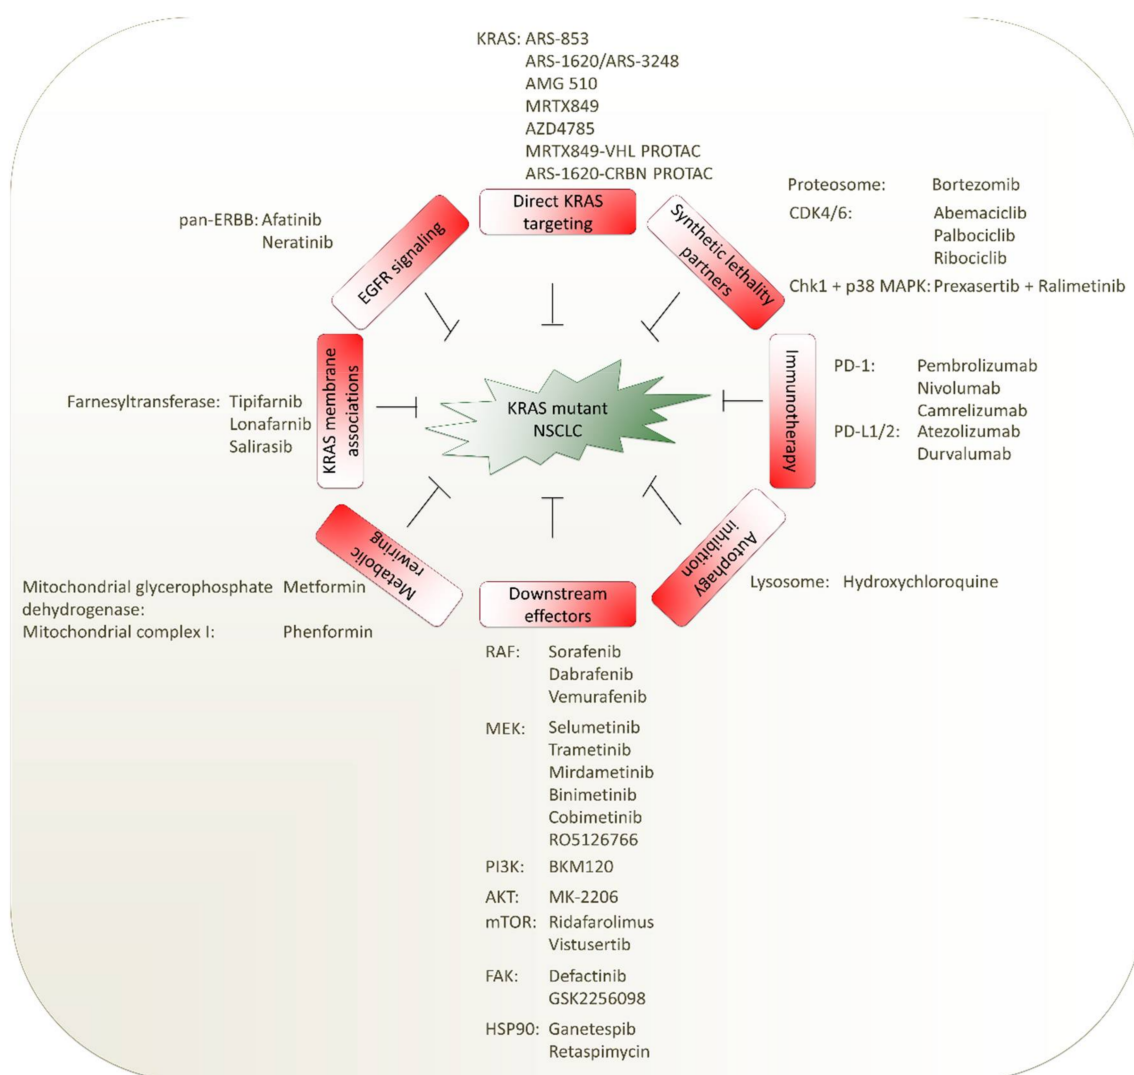 KRAS: ARS-853
ARS-1620/ARS-3248
AMG 510
MRTX849
AZD4785
MRTX849-VHL PROTAC
ARS-1620-CRBN PROTAC
Direct KRAS
targeting
pan-ERBB: Afatinib
Neratinib
EGFR signaling
Synthetic lethality
partners
Proteosome: Bortezomib
CDK4/6: Abemaciclib
Palbociclib
Ribociclib
Chk1 + p38 MAPK: Prexasertib + Ralimetinib
Farnesyltransferase: Tipifarnib
Lonafarnib
Salirasib
KRAS membrane
associations
KRAS mutant
NSCLC
Immunotherapy
PD-1: Pembrolizumab
Nivolumab
Camrelizumab
PD-L1/2: Atezolizumab
Durvalumab
Metabolic
rewiring
Mitochondrial glycerophosphate Metformin
dehydrogenase:
Mitochondrial complex I: Phenformin
Autophagy
inhibition
Lysosome: Hydroxychloroquine
Downstream
effectors
RAF: Sorafenib
Dabrafenib
Vemurafenib
MEK: Selumetinib
Trametinib
Mirdametinib
Binimetinib
Cobimetinib
RO5126766
PI3K: BKM120
AKT: MK-2206
mTOR: Ridafarolimus
Vistusertib
FAK: Defactinib
GSK2256098
HSP90: Ganetespib
Retaspimycin